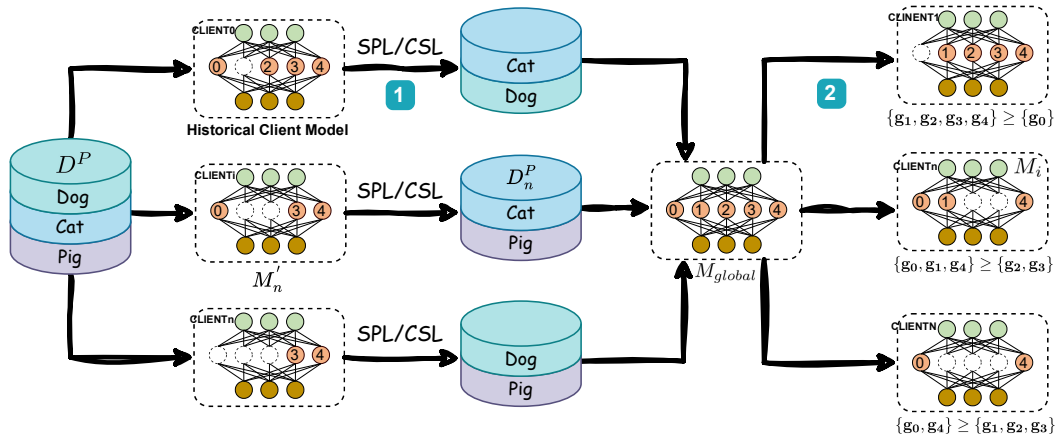 CLIENT0
0 2 3 4
Historical Client Model
SPL/CSL
1
Cat
Dog
2
CLINENT1
1 2 3 4
{g₁, g₂, g₃, g₄} ≥ {g₀}
D^P
Dog
Cat
Pig
CLIENTi
0 3 4
M'_n
SPL/CSL
D_n^P
Cat
Pig
0 1 2 3 4
M_global
CLIENTn
M_i
0 1 4
{g₀, g₁, g₄} ≥ {g₂, g₃}
CLIENTn
3 4
SPL/CSL
Dog
Pig
CLIENTN
0 4
{g₀, g₄} ≥ {g₁, g₂, g₃}